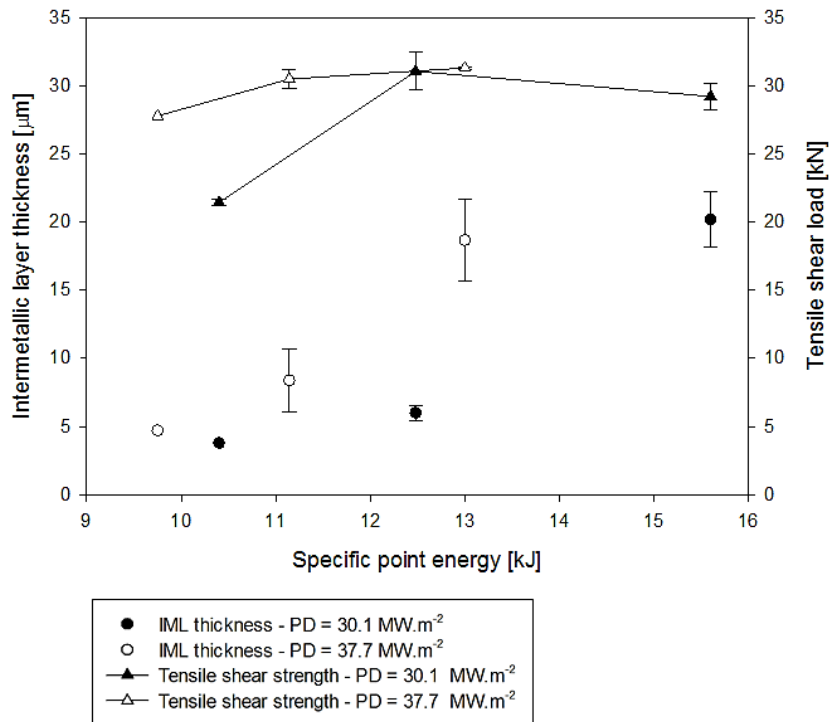 35 35
30 30
25 25
20 20
15 15
10 10
5 5
0 0
9 10 11 12 13 14 15 16
Intermetallic layer thickness [μm]
Tensile shear load [kN]
Specific point energy [kJ]
IML thickness - PD = 30.1 MW.m⁻²
IML thickness - PD = 37.7 MW.m⁻²
Tensile shear strength - PD = 30.1 MW.m⁻²
Tensile shear strength - PD = 37.7 MW.m⁻²